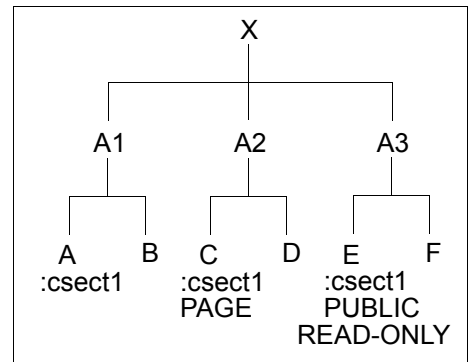 X
A1 A2 A3
A B C D E F
:csect1 :csect1 :csect1
PAGE PUBLIC
READ-ONLY